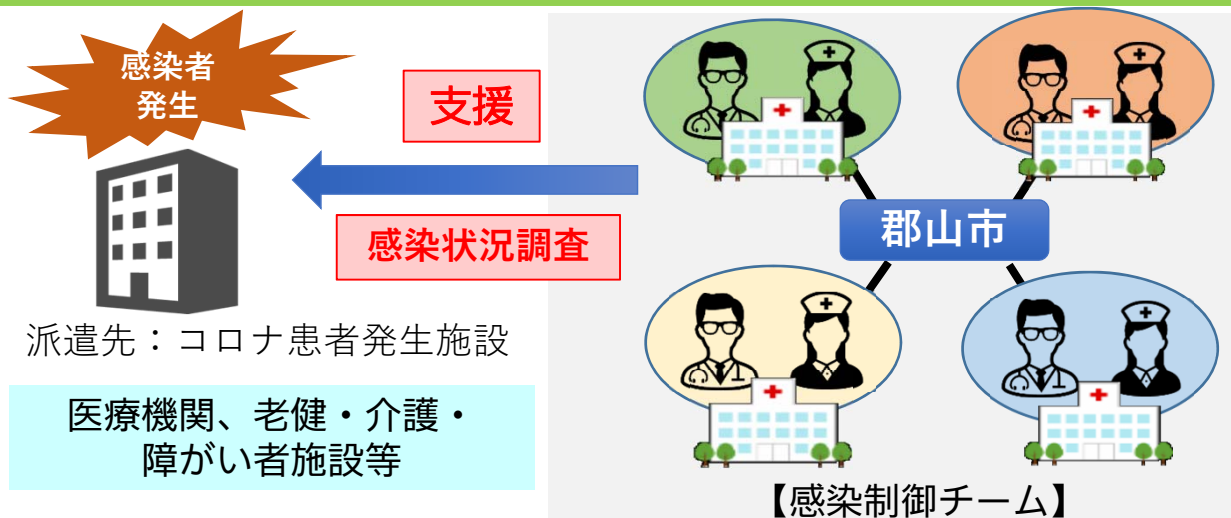 感染者
発生
支援
感染状況調査
派遣先：コロナ患者発生施設
医療機関、老健・介護・
障がい者施設等
郡山市
【感染制御チーム】